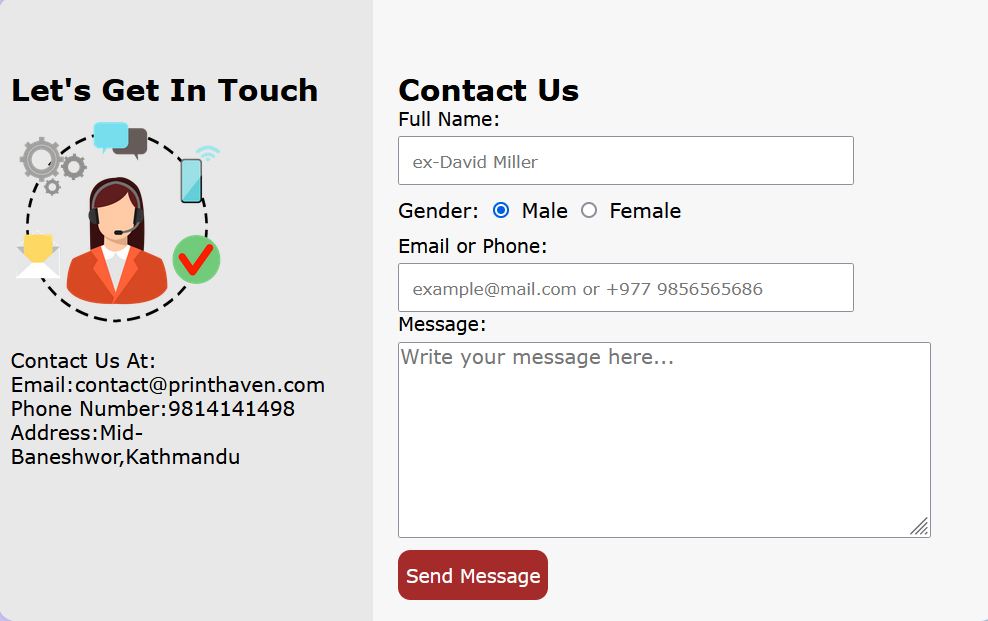 Let's Get In Touch
Contact Us At:
Email:contact@printhaven.com
Phone Number:9814141498
Address:Mid-
Baneshwor,Kathmandu
Contact Us
Full Name:
ex-David Miller
Gender: Male Female
Email or Phone:
example@mail.com or +977 9856565686
Message:
Write your message here...
Send Message